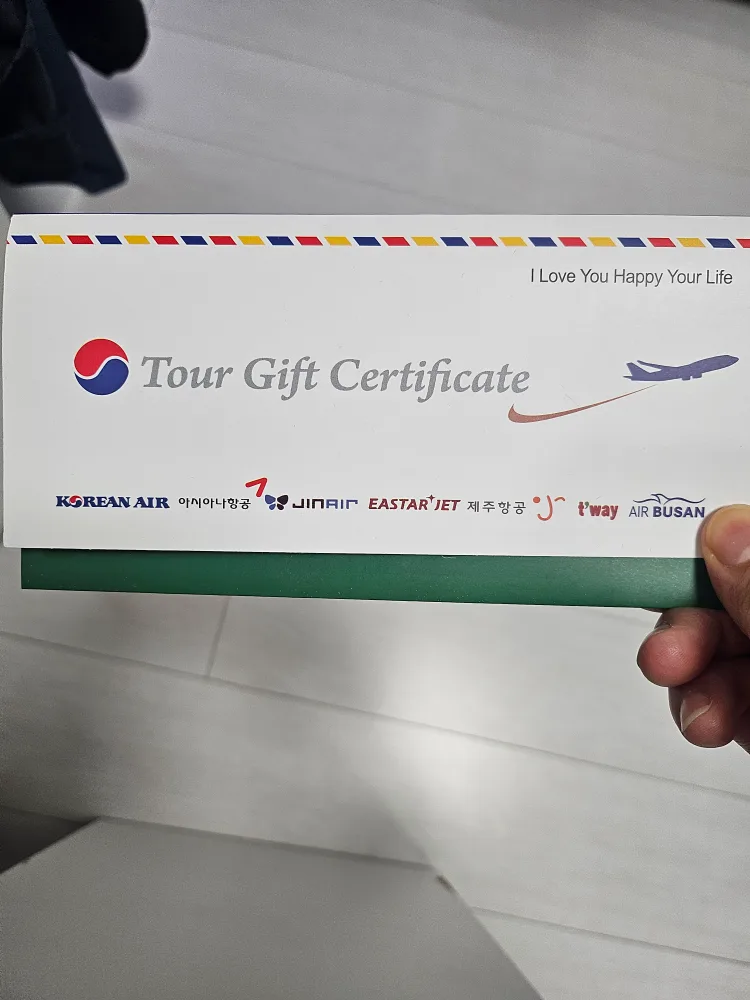 I Love You Happy Your Life
Tour Gift Certificate
KOREAN AIR 아시아나항공 JINAIR EASTAR JET 제주항공 t'way AIR BUSAN